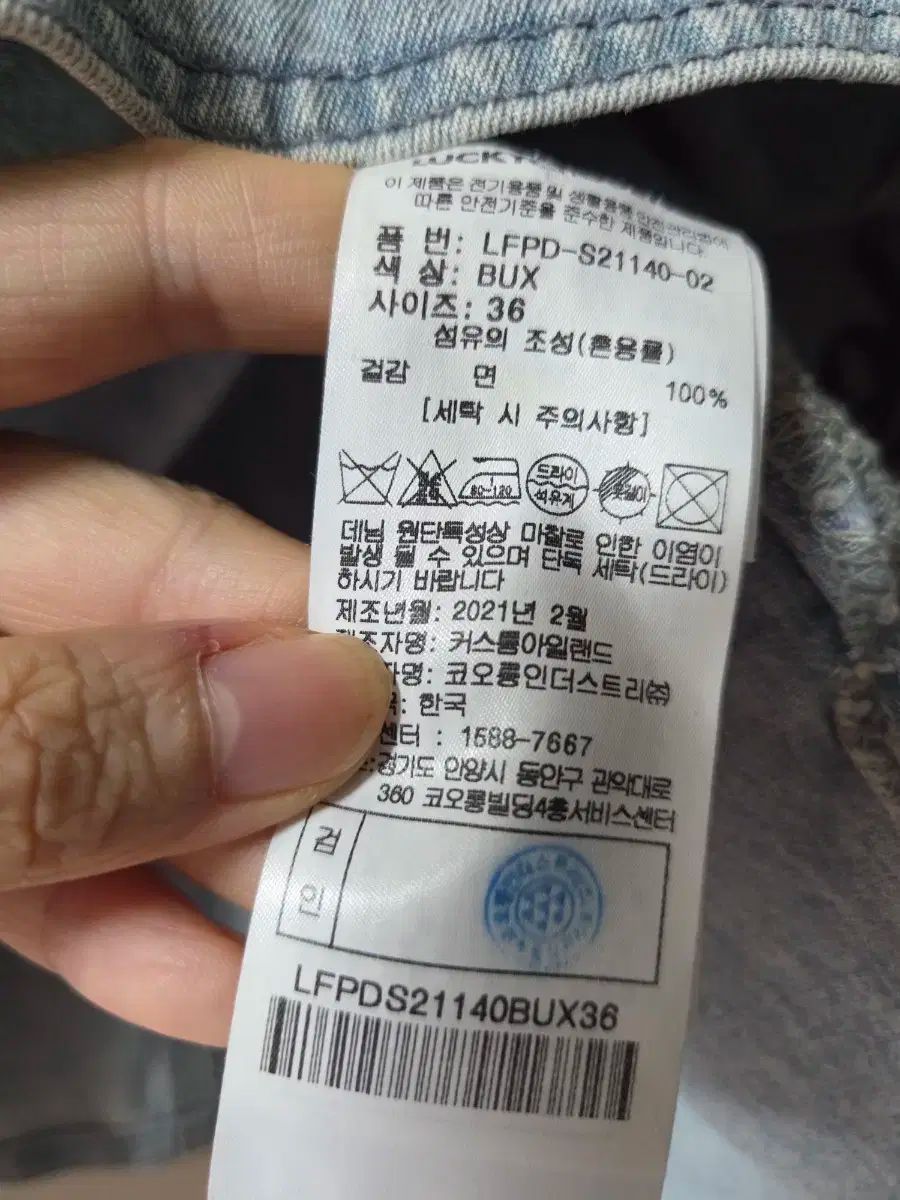 LUCKY
이 제품은 전기용품 및 생활용품 안전관리법에
따른 안전기준을 준수한 제품입니다.
품 번: LFPD-S21140-02
색 상: BUX
사이즈: 36
섬유의 조성(혼용률)
겉감 면 100%
[세탁 시 주의사항]
80-120
드라이
석유계
데님 원단특성상 마찰로 인한 이염이
발생 될 수 있으며 단독 세탁(드라이)
하시기 바랍니다
제조년월: 2021년 2월
제조자명: 커스톰아일랜드
자명: 코오롱인더스트리㈜
한국
센터 : 1588-7667
:경기도 안양시 동안구 관악대로
360 코오롱빌딩4층서비스센터
검
인
LFPDS21140BUX36